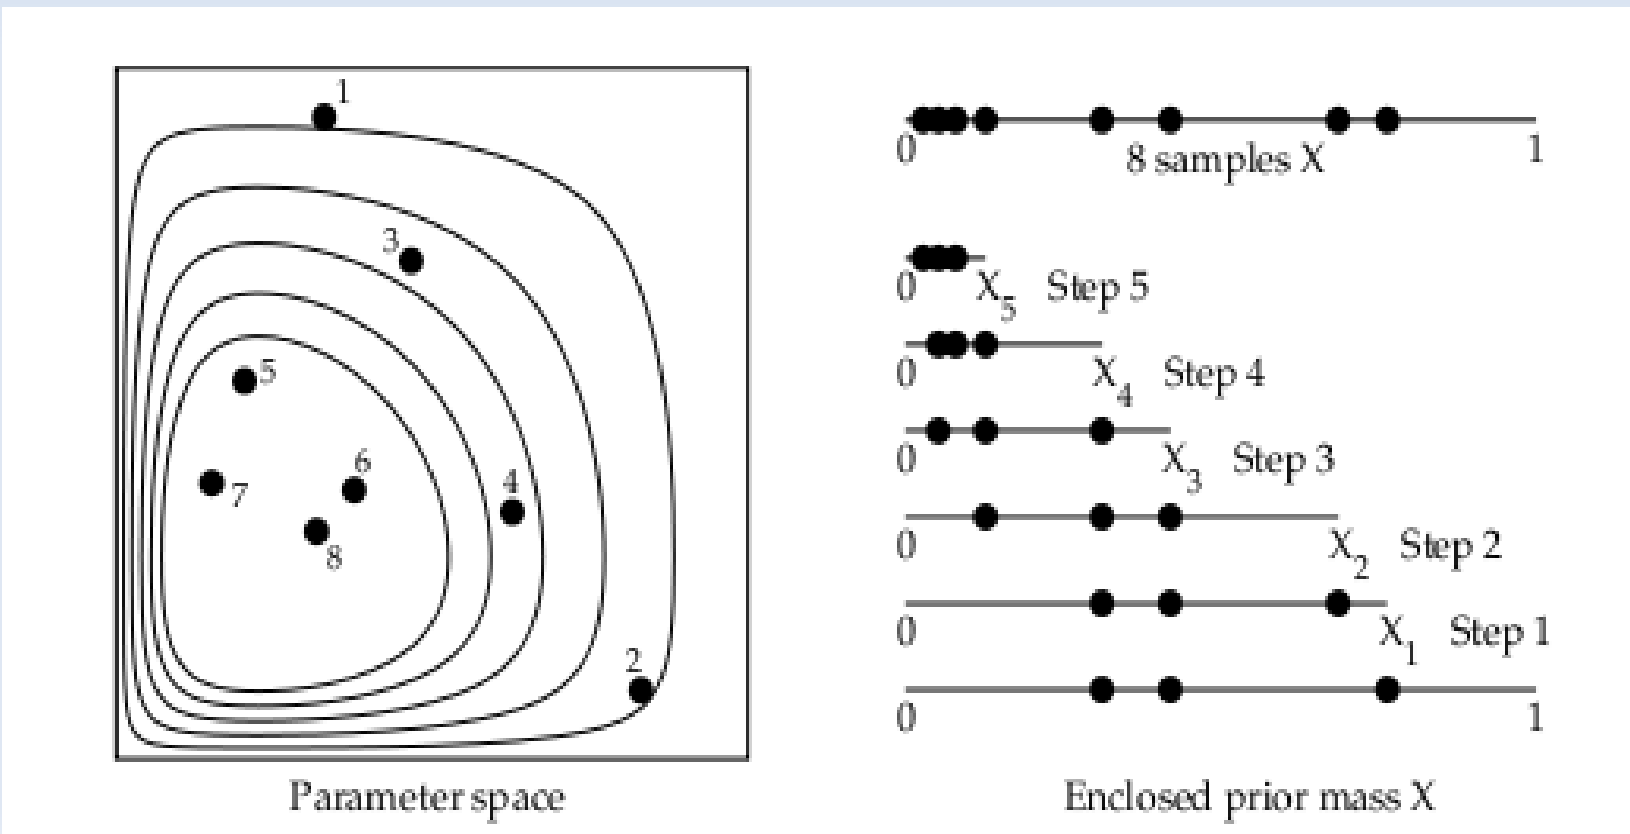 1
3
5
6
7
4
8
2
Parameter space
0 1
8 samples X
0 X5 Step 5
0 X4 Step 4
0 X3 Step 3
0 X2 Step 2
0 X1 Step 1
0 1
Enclosed prior mass X